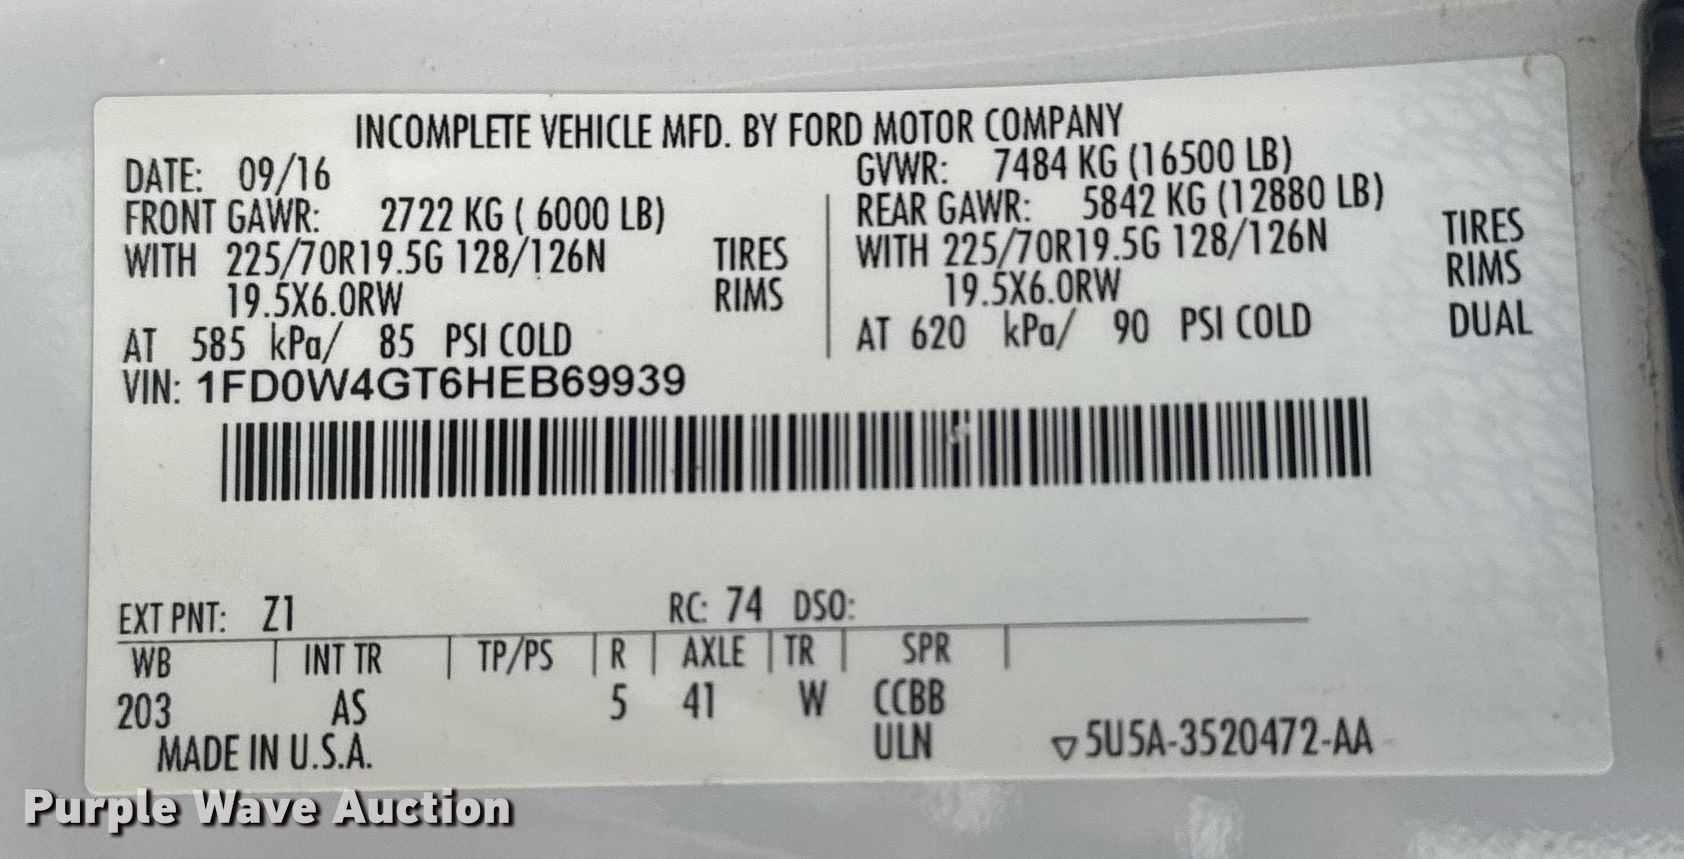 INCOMPLETE VEHICLE MFD. BY FORD MOTOR COMPANY
DATE: 09/16 GVWR: 7484 KG (16500 LB)
FRONT GAWR: 2722 KG ( 6000 LB) REAR GAWR: 5842 KG (12880 LB)
WITH 225/70R19.5G 128/126N TIRES WITH 225/70R19.5G 128/126N TIRES
19.5X6.0RW RIMS 19.5X6.0RW RIMS
AT 585 kPa/ 85 PSI COLD AT 620 kPa/ 90 PSI COLD DUAL
VIN: 1FD0W4GT6HEB69939
EXT PNT: Z1 RC: 74 DSO:
WB INT TR TP/PS R AXLE TR SPR
203 AS 5 41 W CCBB
MADE IN U.S.A. ULN ▽5U5A-3520472-AA
Purple Wave Auction